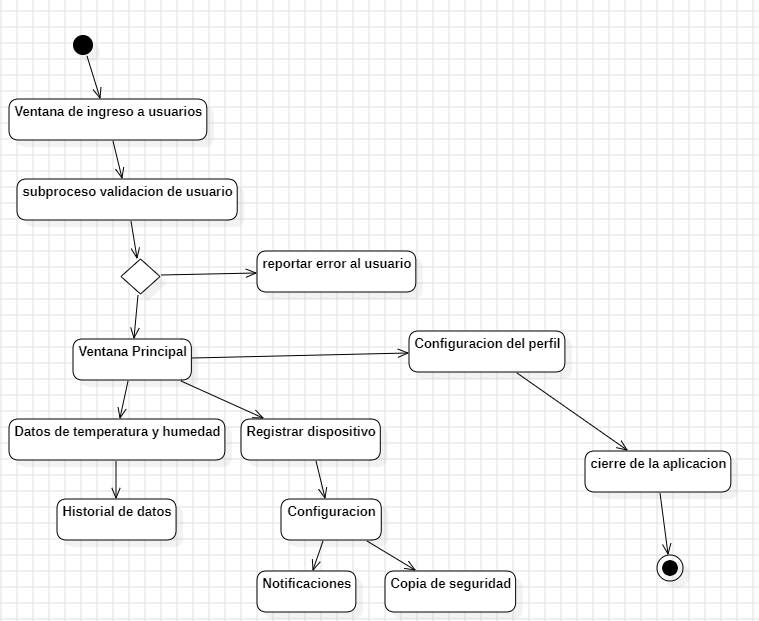 Ventana de ingreso a usuarios
subproceso validacion de usuario
reportar error al usuario
Ventana Principal
Configuracion del perfil
Datos de temperatura y humedad
Registrar dispositivo
cierre de la aplicacion
Historial de datos
Configuracion
Notificaciones
Copia de seguridad